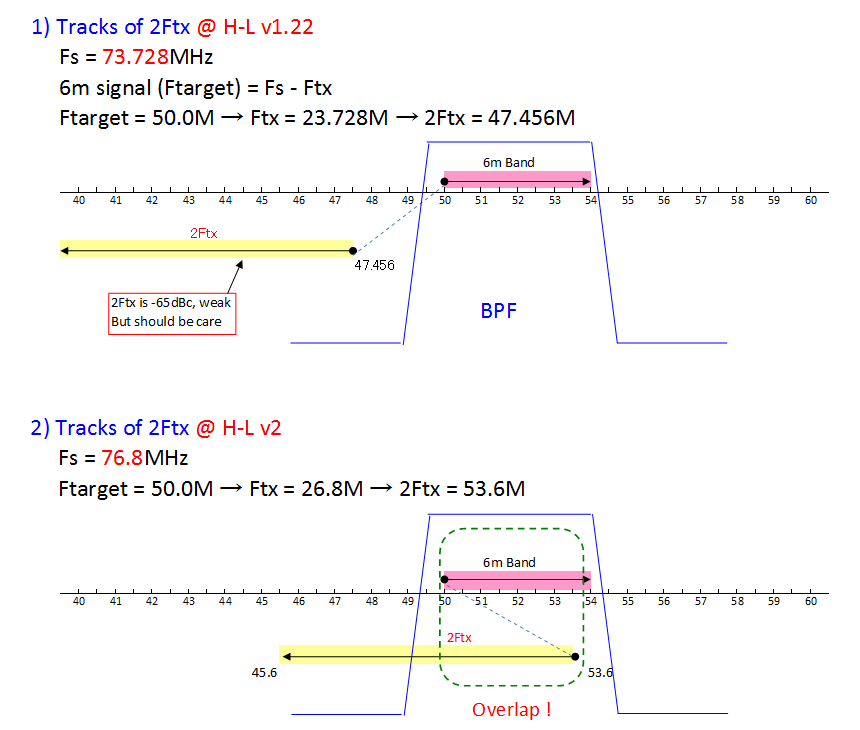 1) Tracks of 2Ftx @ H-L v1.22
Fs = 73.728MHz
6m signal (Ftarget) = Fs - Ftx
Ftarget = 50.0M → Ftx = 23.728M → 2Ftx = 47.456M
6m Band
40 41 42 43 44 45 46 47 48 49 50 51 52 53 54 55 56 57 58 59 60
2Ftx
47.456
2Ftx is -65dBc, weak
But should be care
BPF
2) Tracks of 2Ftx @ H-L v2
Fs = 76.8MHz
Ftarget = 50.0M → Ftx = 26.8M → 2Ftx = 53.6M
6m Band
40 41 42 43 44 45 46 47 48 49 50 51 52 53 54 55 56 57 58 59 60
2Ftx
45.6
53.6
Overlap !